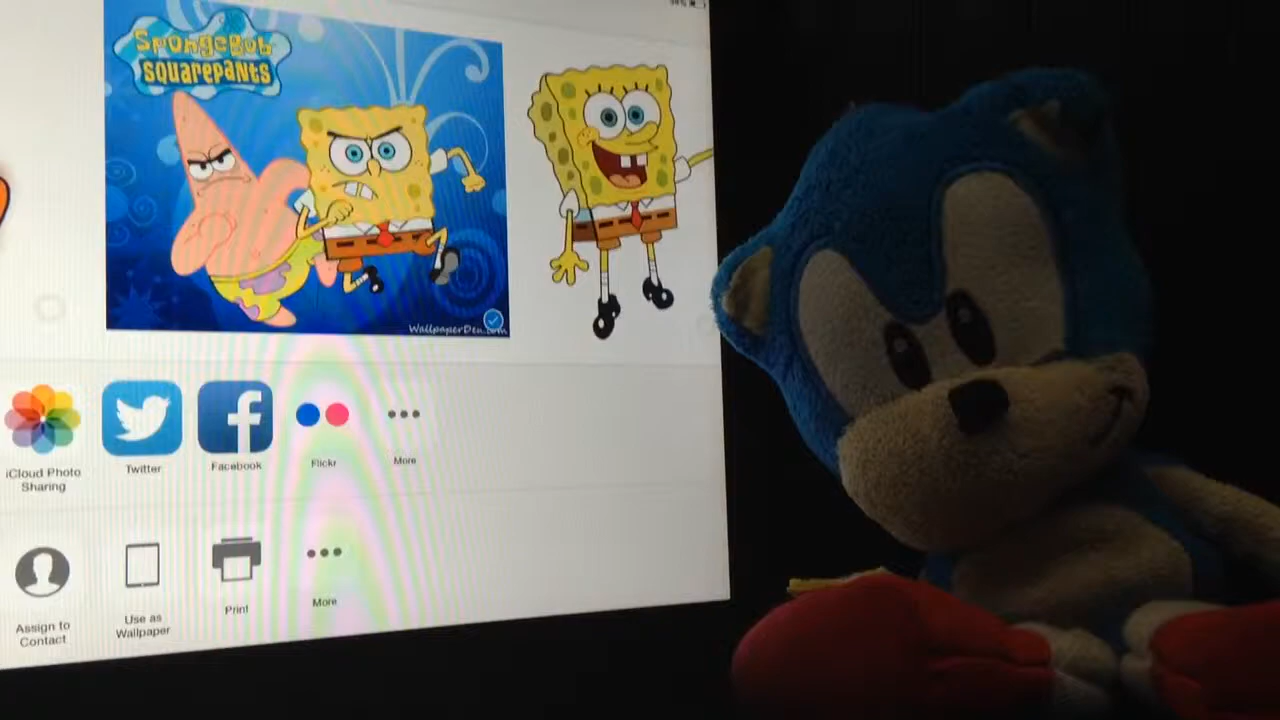 SpongeBob
SQUAREPANTS
WallpaperDen.com
iCloud Photo
Sharing
Twitter
Facebook
Flickr
More
Assign to
Contact
Use as
Wallpaper
Print
More